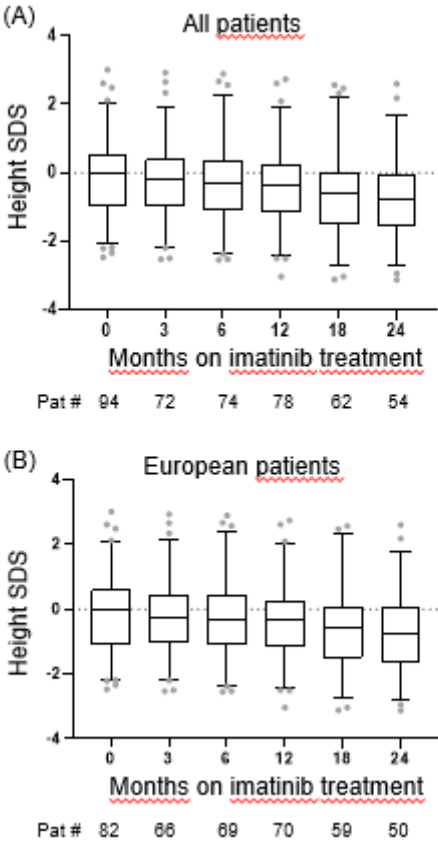 (A)
All patients
4
2
0
-2
-4
Height SDS
0 3 6 12 18 24
Months on imatinib treatment
Pat # 94 72 74 78 62 54
(B)
European patients
4
2
0
-2
-4
Height SDS
0 3 6 12 18 24
Months on imatinib treatment
Pat # 82 66 69 70 59 50